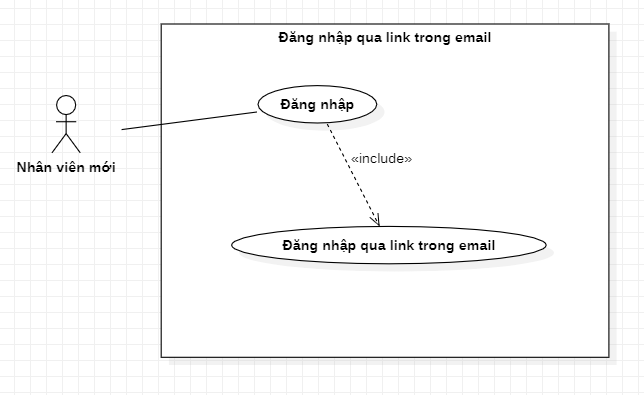 Đăng nhập qua link trong email
Đăng nhập
«include»
Nhân viên mới
Đăng nhập qua link trong email